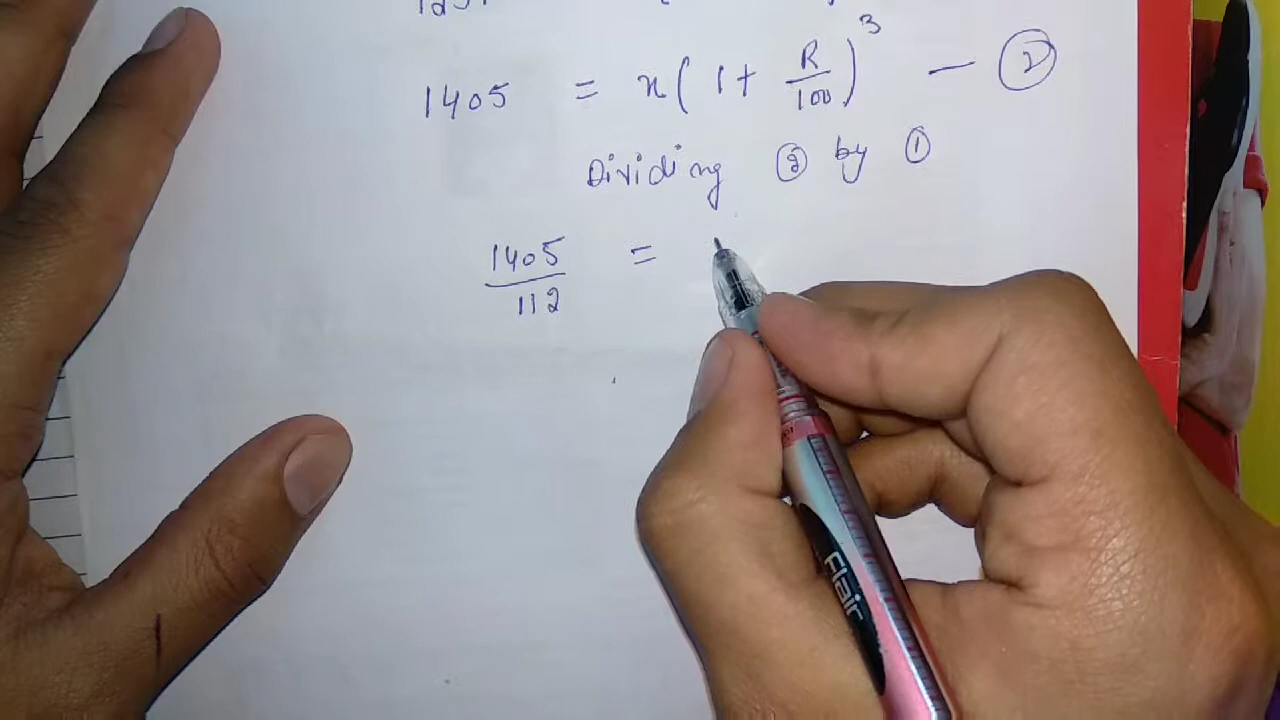 1405 = x(1 + R/100)³ — ②
Dividing ② by ①
1405/112 =
Flair